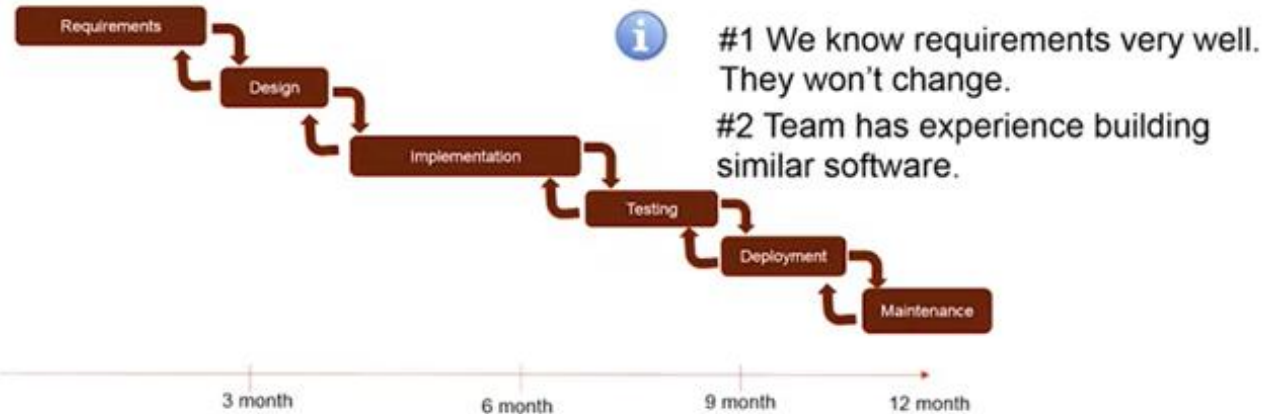 Requirements
#1 We know requirements very well.
They won't change.
Design
#2 Team has experience building
similar software.
Implementation
Testing
Deployment
Maintenance
3 month
6 month
9 month
12 month